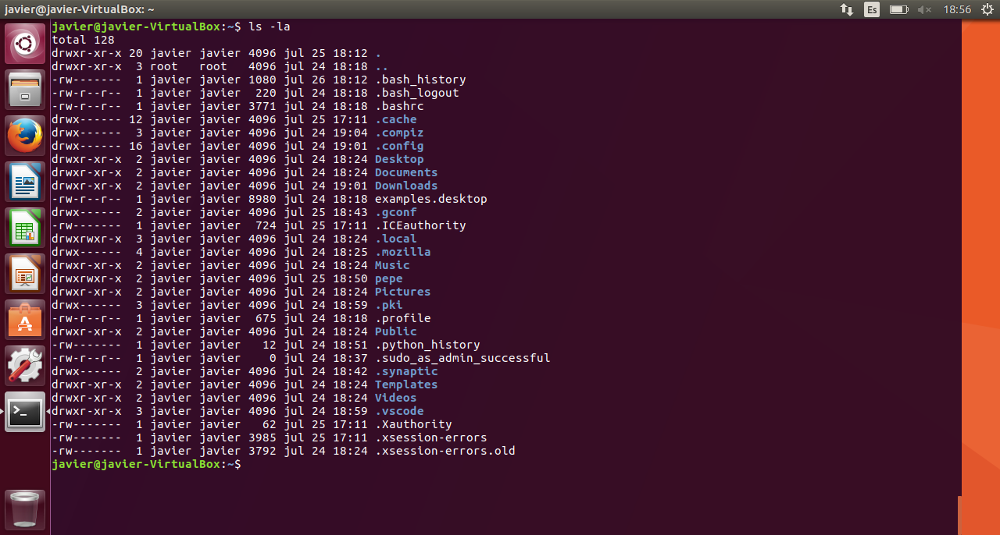 javier@javier-VirtualBox: ~
Es
18:56
javier@javier-VirtualBox:~$ ls -la
total 128
drwxr-xr-x 20 javier javier 4096 jul 25 18:12 .
drwxr-xr-x  3 root   root   4096 jul 24 18:18 ..
-rw-------  1 javier javier 1080 jul 26 18:12 .bash_history
-rw-r--r--  1 javier javier  220 jul 24 18:18 .bash_logout
-rw-r--r--  1 javier javier 3771 jul 24 18:18 .bashrc
drwx------ 12 javier javier 4096 jul 25 17:11 .cache
drwx------  3 javier javier 4096 jul 24 19:04 .compiz
drwx------ 16 javier javier 4096 jul 24 19:01 .config
drwxr-xr-x  2 javier javier 4096 jul 24 18:24 Desktop
drwxr-xr-x  2 javier javier 4096 jul 24 18:24 Documents
drwxr-xr-x  2 javier javier 4096 jul 24 19:01 Downloads
-rw-r--r--  1 javier javier 8980 jul 24 18:18 examples.desktop
drwx------  2 javier javier 4096 jul 25 18:43 .gconf
-rw-------  1 javier javier  724 jul 25 17:11 .ICEauthority
drwxrwxr-x  3 javier javier 4096 jul 24 18:24 .local
drwx------  4 javier javier 4096 jul 24 18:25 .mozilla
drwxr-xr-x  2 javier javier 4096 jul 24 18:24 Music
drwxrwxr-x  2 javier javier 4096 jul 25 18:50 pepe
drwxr-xr-x  2 javier javier 4096 jul 24 18:24 Pictures
drwx------  3 javier javier 4096 jul 24 18:59 .pki
-rw-r--r--  1 javier javier  675 jul 24 18:18 .profile
drwxr-xr-x  2 javier javier 4096 jul 24 18:24 Public
-rw-------  1 javier javier   12 jul 24 18:51 .python_history
-rw-r--r--  1 javier javier    0 jul 24 18:37 .sudo_as_admin_successful
drwx------  2 javier javier 4096 jul 24 18:42 .synaptic
drwxr-xr-x  2 javier javier 4096 jul 24 18:24 Templates
drwxr-xr-x  2 javier javier 4096 jul 24 18:24 Videos
drwxr-xr-x  3 javier javier 4096 jul 24 18:59 .vscode
-rw-------  1 javier javier   62 jul 25 17:11 .Xauthority
-rw-------  1 javier javier 3985 jul 25 17:11 .xsession-errors
-rw-------  1 javier javier 3792 jul 24 18:24 .xsession-errors.old
javier@javier-VirtualBox:~$